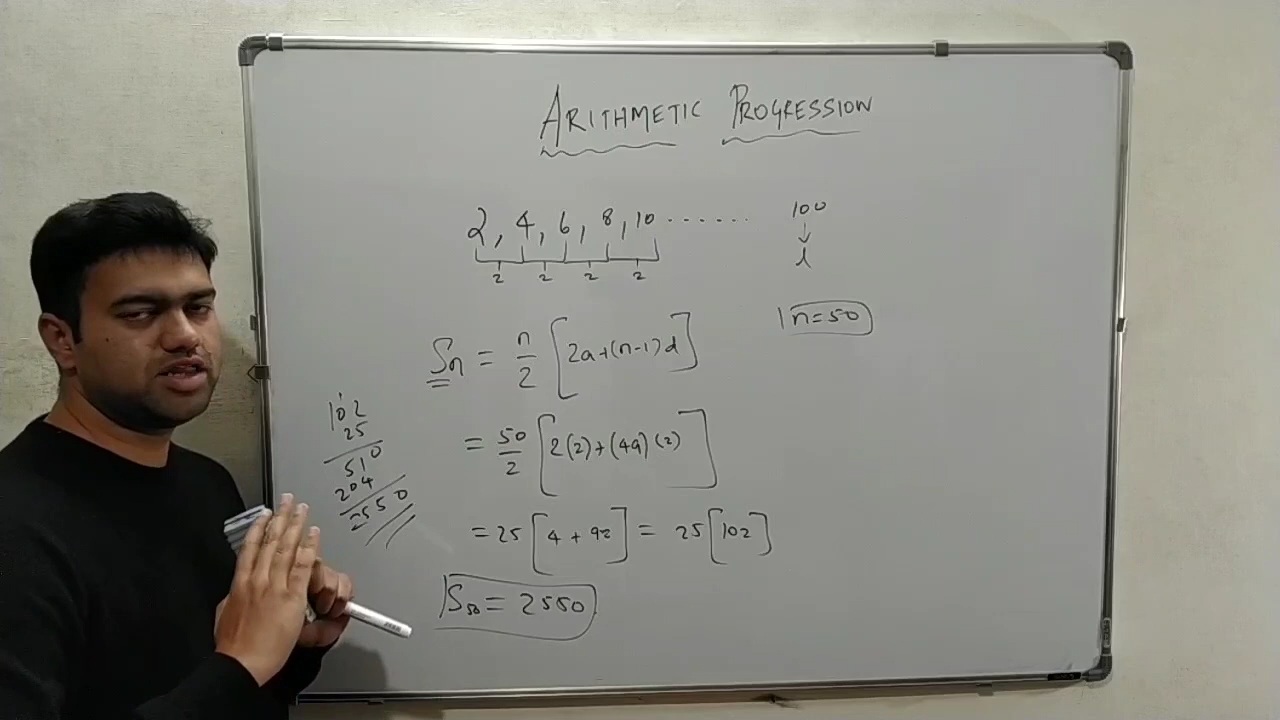 ARITHMETIC PROGRESSION
2, 4, 6, 8, 10 ....... 100
2 2 2 2
l
n=50
Sn = n/2 [2a+(n-1)d]
= 50/2 [2(2)+(49)(2)]
= 25 [4 + 98] = 25 [102]
S50 = 2550
1
102
25
510
204
2550